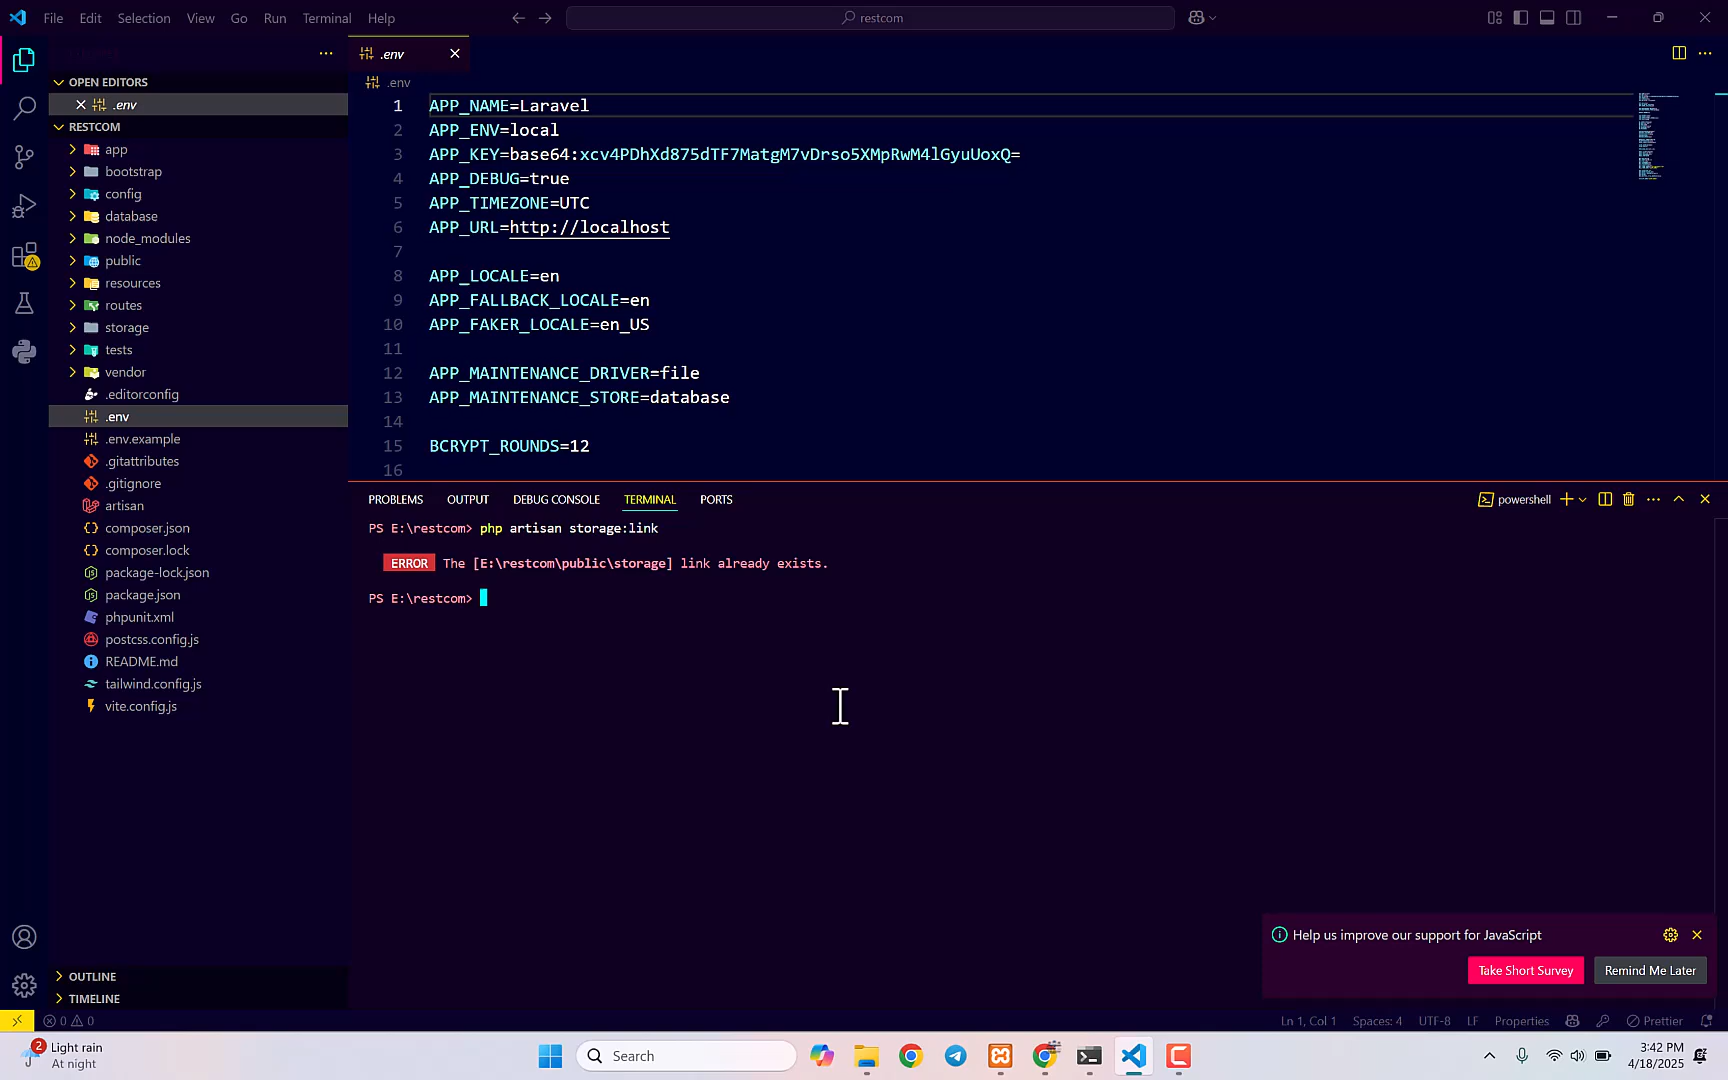 File Edit Selection View Go Run Terminal Help
restcom
.env
OPEN EDITORS
.env
RESTCOM
app
bootstrap
config
database
node_modules
public
resources
routes
storage
tests
vendor
.editorconfig
.env
.env.example
.gitattributes
.gitignore
artisan
composer.json
composer.lock
package-lock.json
package.json
phpunit.xml
postcss.config.js
README.md
tailwind.config.js
vite.config.js
OUTLINE
TIMELINE
.env
1 APP_NAME=Laravel
2 APP_ENV=local
3 APP_KEY=base64:xcv4PDhXd875dTF7MatgM7vDrso5XMpRwM4lGyuUoxQ=
4 APP_DEBUG=true
5 APP_TIMEZONE=UTC
6 APP_URL=http://localhost
7
8 APP_LOCALE=en
9 APP_FALLBACK_LOCALE=en
10 APP_FAKER_LOCALE=en_US
11
12 APP_MAINTENANCE_DRIVER=file
13 APP_MAINTENANCE_STORE=database
14
15 BCRYPT_ROUNDS=12
16
PROBLEMS OUTPUT DEBUG CONSOLE TERMINAL PORTS
powershell
PS E:\restcom> php artisan storage:link
ERROR The [E:\restcom\public\storage] link already exists.
PS E:\restcom>
Help us improve our support for JavaScript
Take Short Survey Remind Me Later
0 0
Ln 1, Col 1 Spaces: 4 UTF-8 LF Properties Prettier
2 Light rain
At night
Search
3:42 PM
4/18/2025